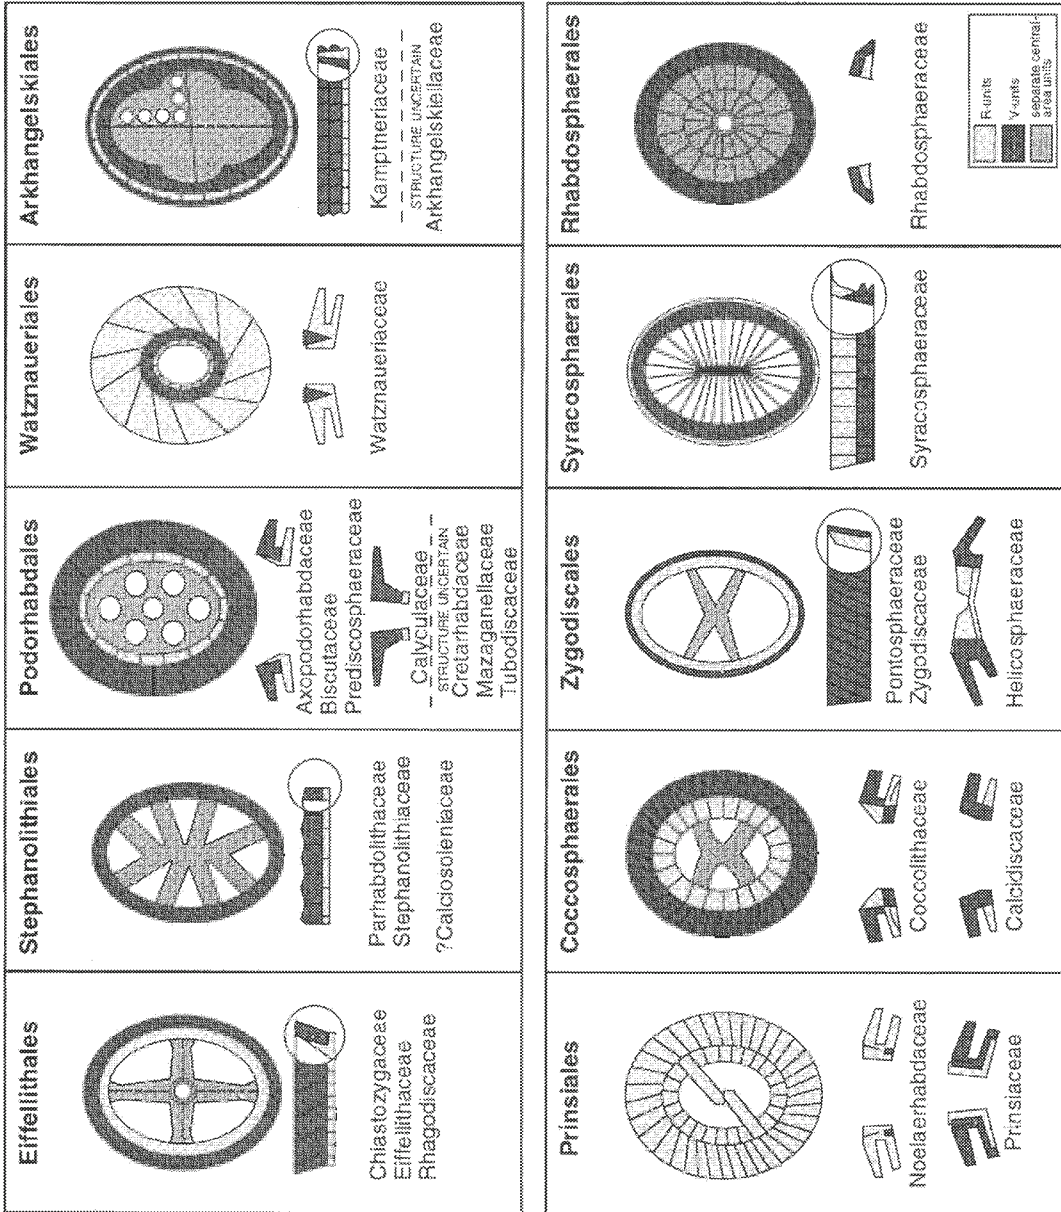 Eiffellithales
Chiastozygaceae
Eiffellithaceae
Rhagodiscaceae
Stephanolithiales
Parhabdolithaceae
Stephanolithiaceae
?Calciosoleniaceae
Podorhabdales
Axopodorhabdaceae
Biscutaceae
Prediscosphaeraceae
Calyculaceae
STRUCTURE UNCERTAIN
Cretarhabdaceae
Mazaganellaceae
Tubodiscaceae
Watznaueriales
Watznaueriaceae
Arkhangelskiales
Kamptneriaceae
STRUCTURE UNCERTAIN
Arkhangelskiellaceae
Prinsiales
Noelaerhabdaceae
Prinsiaceae
Coccosphaerales
Coccolithaceae
Calcidiscaceae
Zygodiscales
Pontosphaeraceae
Zygodiscaceae
Helicosphaeraceae
Syracosphaerales
Syracosphaeraceae
Rhabdosphaerales
Rhabdosphaeraceae
R-units
V-units
separate central-
area units